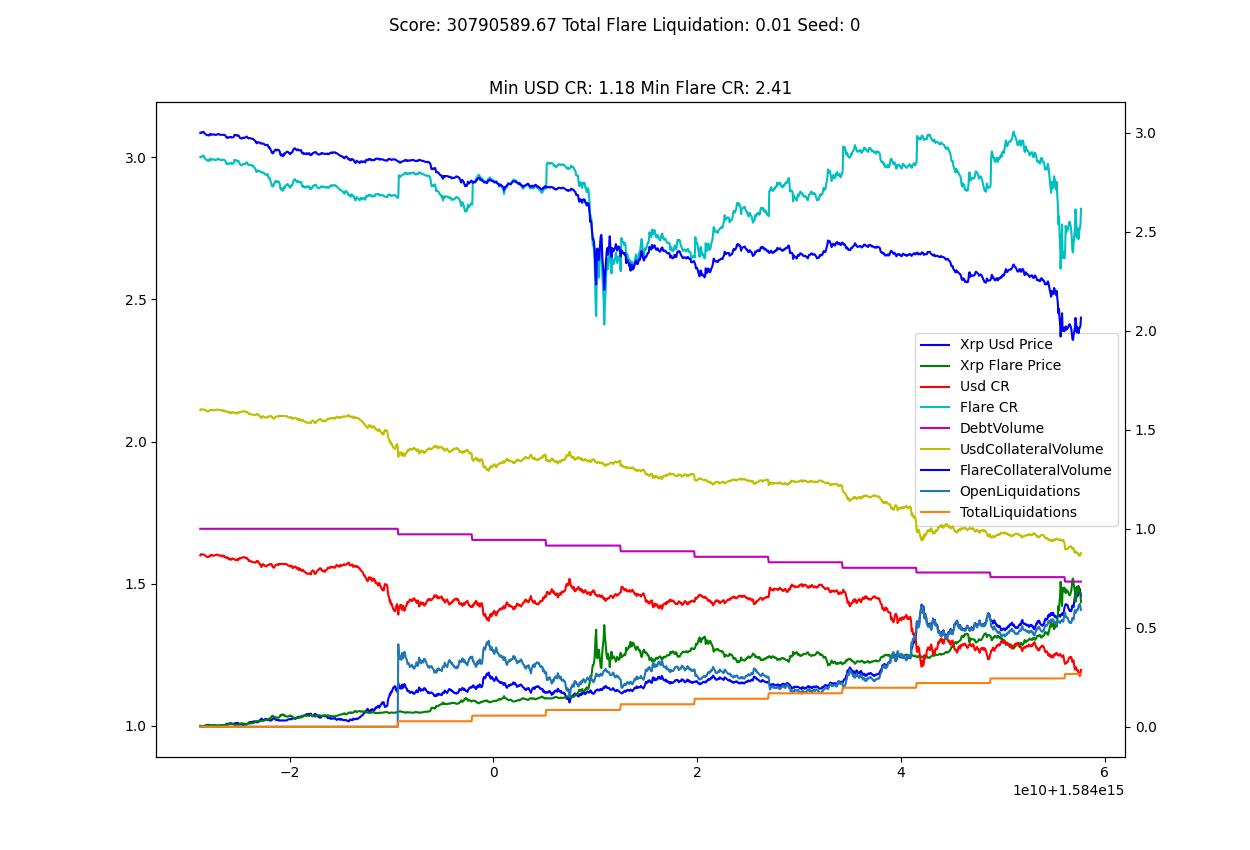 Score: 30790589.67 Total Flare Liquidation: 0.01 Seed: 0
Min USD CR: 1.18 Min Flare CR: 2.41
3.0
2.5
2.0
1.5
1.0
3.0
2.5
2.0
1.5
1.0
0.5
0.0
Xrp Usd Price
Xrp Flare Price
Usd CR
Flare CR
DebtVolume
UsdCollateralVolume
FlareCollateralVolume
OpenLiquidations
TotalLiquidations
−2 0 2 4 6
1e10+1.584e15